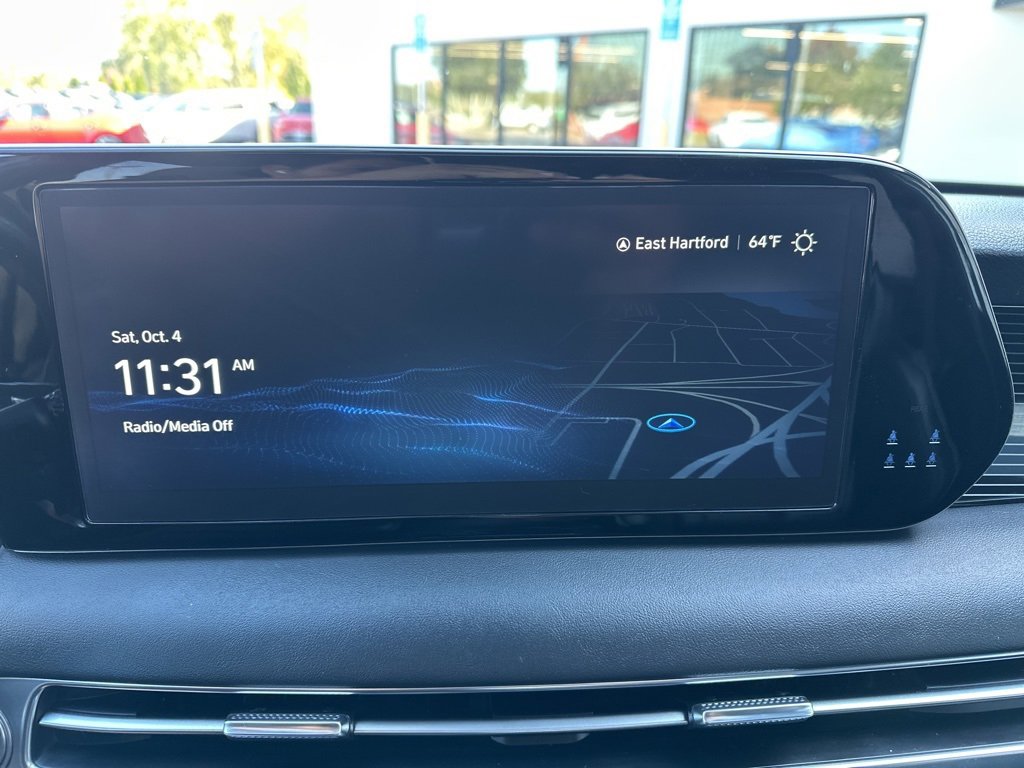 East Hartford | 64°F
Sat, Oct. 4
11:31 AM
Radio/Media Off